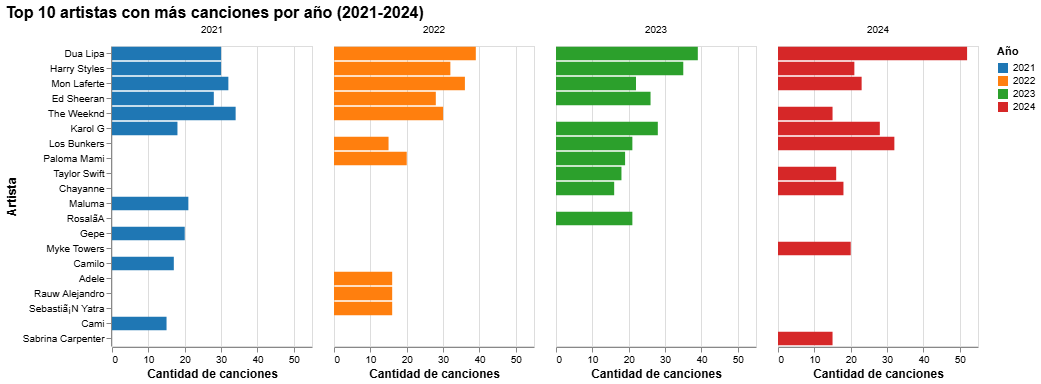 Top 10 artistas con más canciones por año (2021-2024)
2021 2022 2023 2024
Artista
Dua Lipa
Harry Styles
Mon Laferte
Ed Sheeran
The Weeknd
Karol G
Los Bunkers
Paloma Mami
Taylor Swift
Chayanne
Maluma
RosalãA
Gepe
Myke Towers
Camilo
Adele
Rauw Alejandro
Sebastiã¡N Yatra
Cami
Sabrina Carpenter
0 10 20 30 40 50 0 10 20 30 40 50 0 10 20 30 40 50 0 10 20 30 40 50
Cantidad de canciones Cantidad de canciones Cantidad de canciones Cantidad de canciones
Año
2021
2022
2023
2024